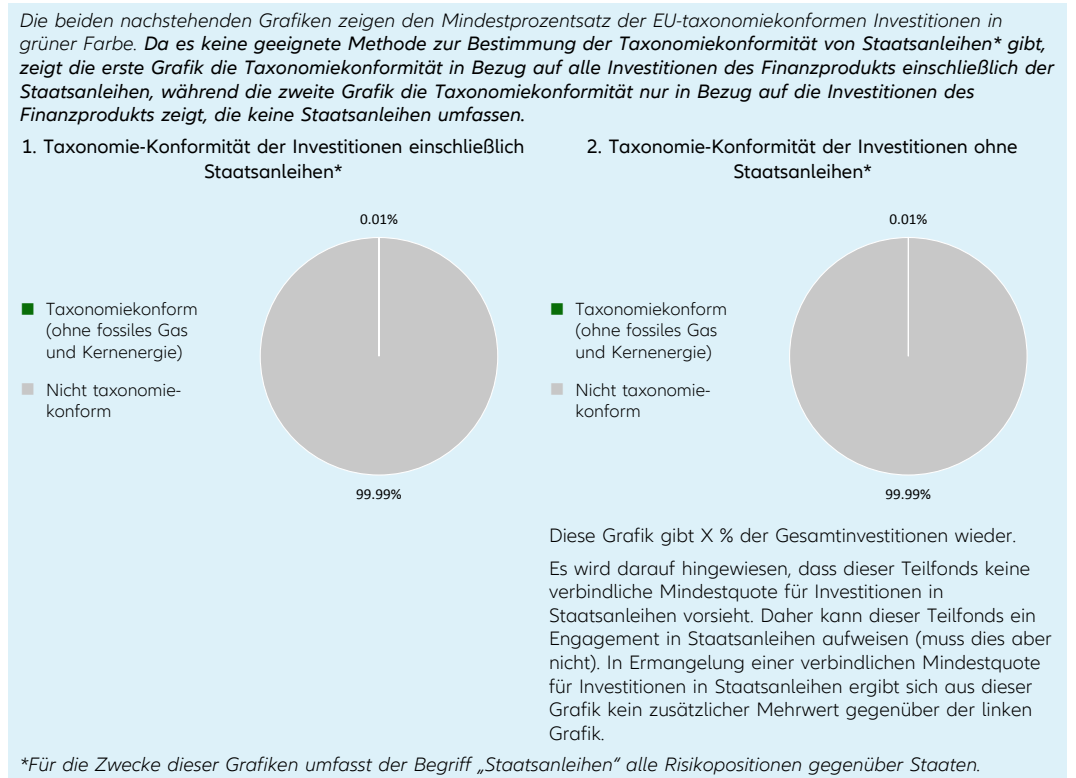 Die beiden nachstehenden Grafiken zeigen den Mindestprozentsatz der EU-taxonomiekonformen Investitionen in
grüner Farbe. Da es keine geeignete Methode zur Bestimmung der Taxonomiekonformität von Staatsanleihen* gibt,
zeigt die erste Grafik die Taxonomiekonformität in Bezug auf alle Investitionen des Finanzprodukts einschließlich der
Staatsanleihen, während die zweite Grafik die Taxonomiekonformität nur in Bezug auf die Investitionen des
Finanzprodukts zeigt, die keine Staatsanleihen umfassen.
1. Taxonomie-Konformität der Investitionen einschließlich
Staatsanleihen*
0.01%
Taxonomiekonform
(ohne fossiles Gas
und Kernenergie)
Nicht taxonomie-
konform
99.99%
2. Taxonomie-Konformität der Investitionen ohne
Staatsanleihen*
0.01%
Taxonomiekonform
(ohne fossiles Gas
und Kernenergie)
Nicht taxonomie-
konform
99.99%
Diese Grafik gibt X % der Gesamtinvestitionen wieder.
Es wird darauf hingewiesen, dass dieser Teilfonds keine
verbindliche Mindestquote für Investitionen in
Staatsanleihen vorsieht. Daher kann dieser Teilfonds ein
Engagement in Staatsanleihen aufweisen (muss dies aber
nicht). In Ermangelung einer verbindlichen Mindestquote
für Investitionen in Staatsanleihen ergibt sich aus dieser
Grafik kein zusätzlicher Mehrwert gegenüber der linken
Grafik.
*Für die Zwecke dieser Grafiken umfasst der Begriff „Staatsanleihen“ alle Risikopositionen gegenüber Staaten.